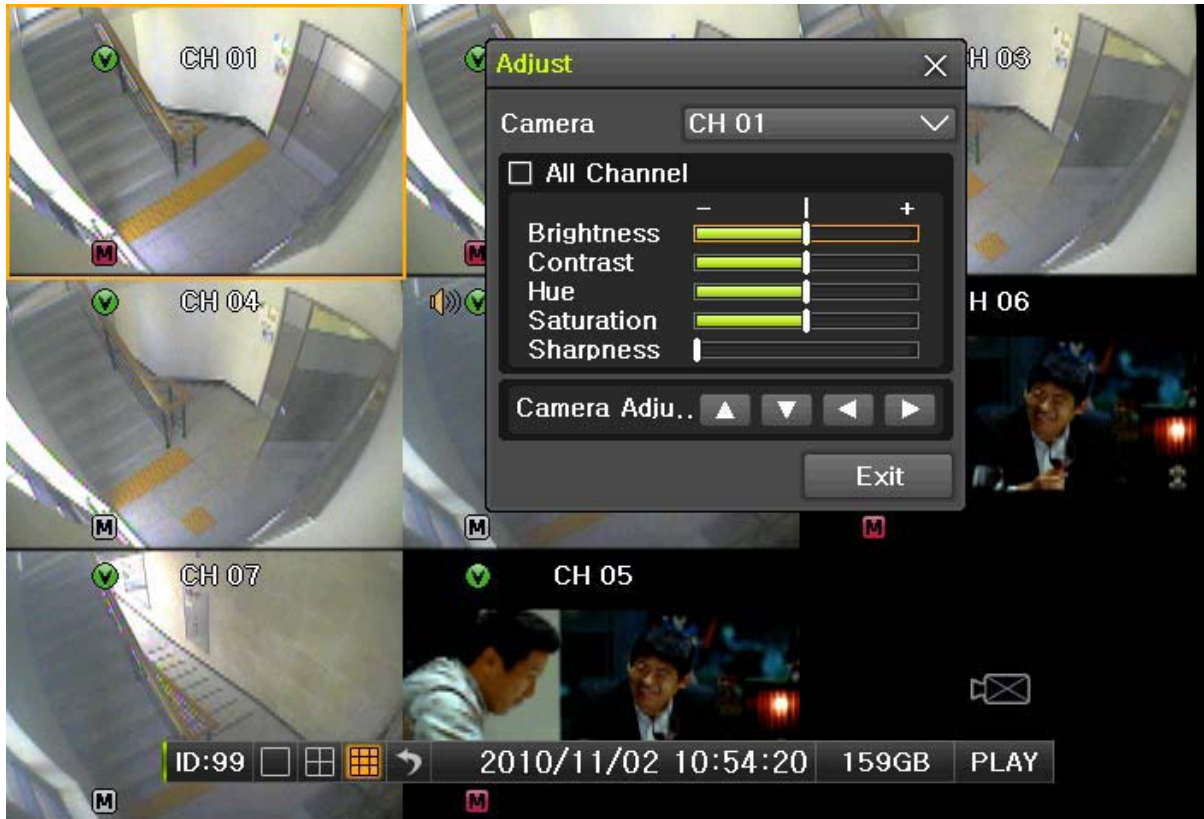 CH 01
Adjust
CH 03
Camera CH 01
All Channel
- | +
Brightness
Contrast
Hue
Saturation
Sharpness
Camera Adju..
Exit
M
M
CH 04
H 06
M
M
M
CH 07
CH 05
ID:99 2010/11/02 10:54:20 159GB PLAY
M
M